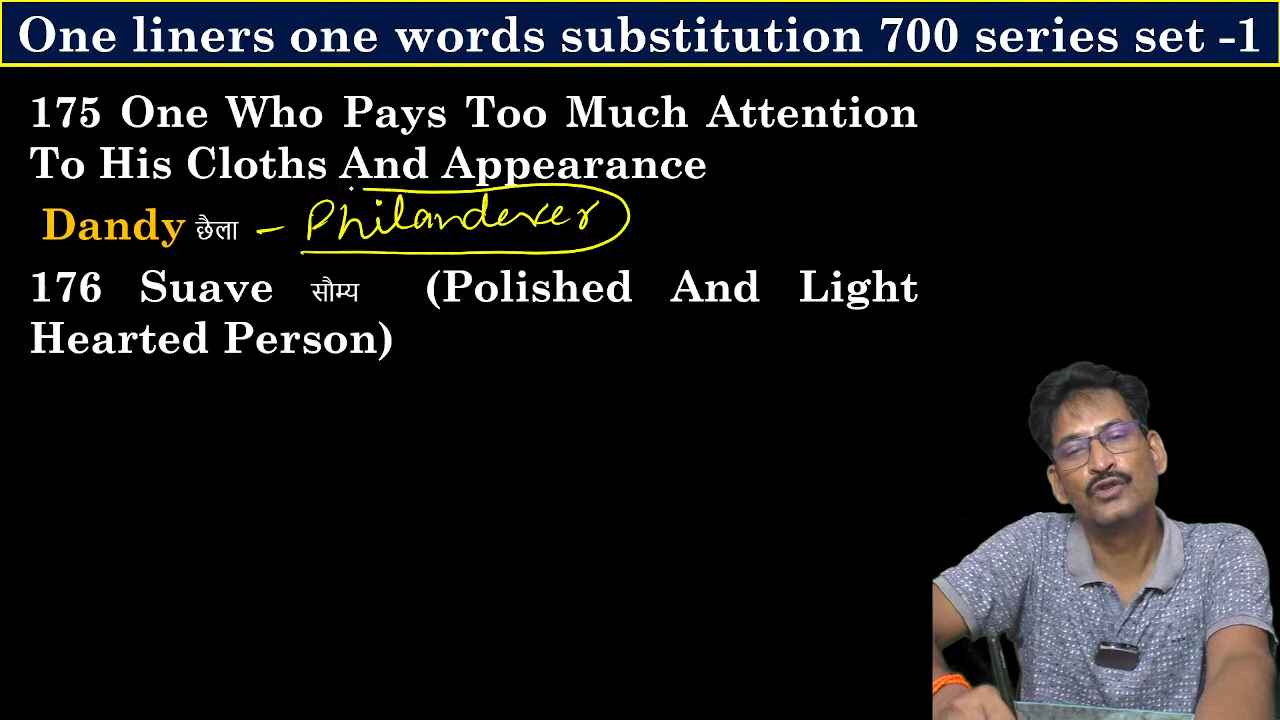 One liners one words substitution 700 series set -1
175 One Who Pays Too Much Attention
To His Cloths And Appearance
Dandy छैला - Philanderer
176 Suave सौम्य (Polished And Light
Hearted Person)